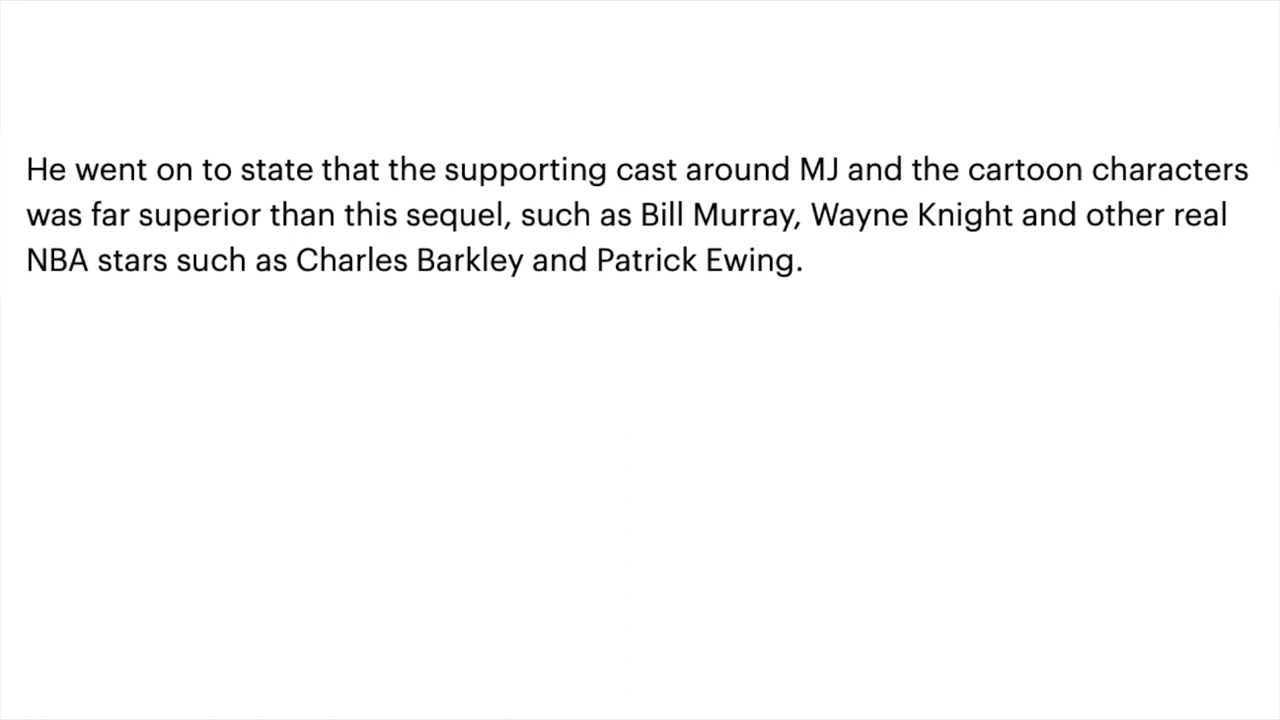 He went on to state that the supporting cast around MJ and the cartoon characters
was far superior than this sequel, such as Bill Murray, Wayne Knight and other real
NBA stars such as Charles Barkley and Patrick Ewing.